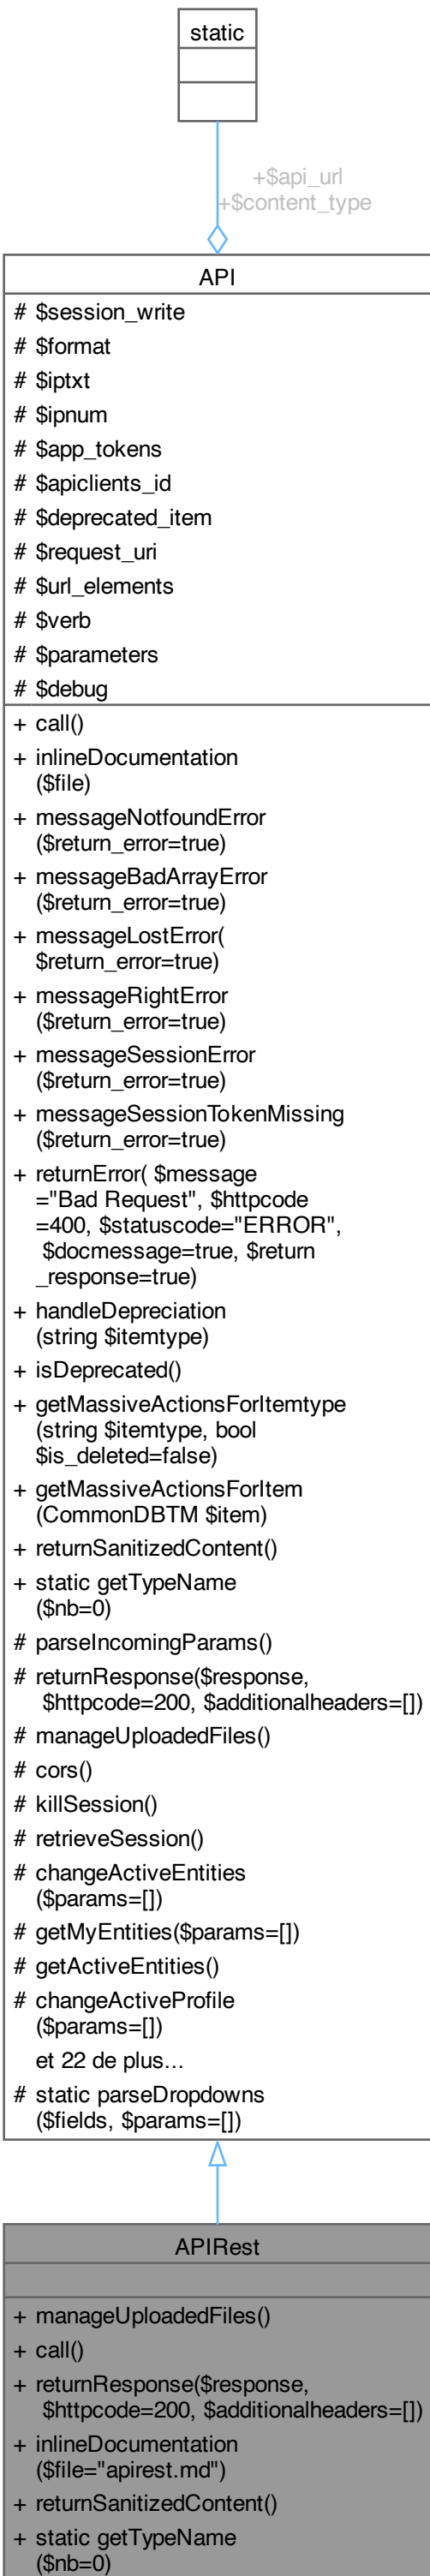 static
+$api_url
+$content_type
API
# $session_write
# $format
# $iptxt
# $ipnum
# $app_tokens
# $apiclients_id
# $deprecated_item
# $request_uri
# $url_elements
# $verb
# $parameters
# $debug
+ call()
+ inlineDocumentation
($file)
+ messageNotfoundError
($return_error=true)
+ messageBadArrayError
($return_error=true)
+ messageLostError(
$return_error=true)
+ messageRightError
($return_error=true)
+ messageSessionError
($return_error=true)
+ messageSessionTokenMissing
($return_error=true)
+ returnError( $message
="Bad Request", $httpcode
=400, $statuscode="ERROR",
$docmessage=true, $return
_response=true)
+ handleDepreciation
(string $itemtype)
+ isDeprecated()
+ getMassiveActionsForItemtype
(string $itemtype, bool
$is_deleted=false)
+ getMassiveActionsForItem
(CommonDBTM $item)
+ returnSanitizedContent()
+ static getTypeName
($nb=0)
# parseIncomingParams()
# returnResponse($response,
$httpcode=200, $additionalheaders=[])
# manageUploadedFiles()
# cors()
# killSession()
# retrieveSession()
# changeActiveEntities
($params=[])
# getMyEntities($params=[])
# getActiveEntities()
# changeActiveProfile
($params=[])
et 22 de plus...
# static parseDropdowns
($fields, $params=[])
APIRest
+ manageUploadedFiles()
+ call()
+ returnResponse($response,
$httpcode=200, $additionalheaders=[])
+ inlineDocumentation
($file="apirest.md")
+ returnSanitizedContent()
+ static getTypeName
($nb=0)